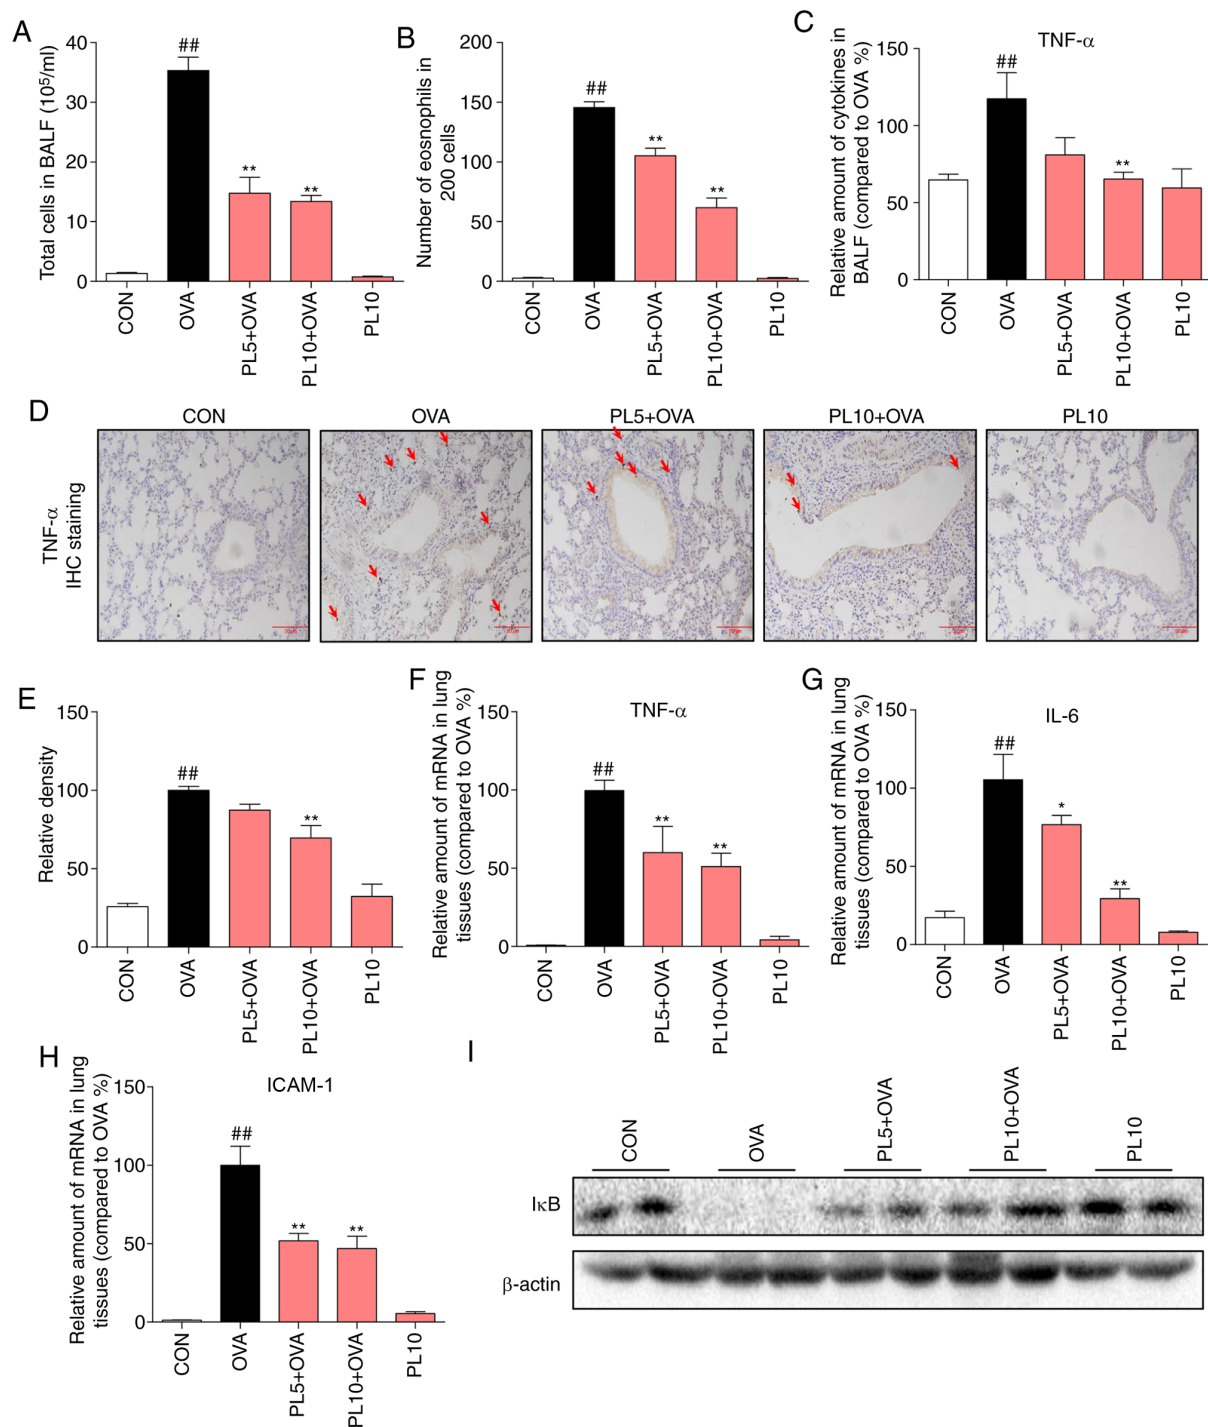 A
Total cells in BALF (10⁵/ml)
40
30
20
10
0
##
**
**
CON
OVA
PL5+OVA
PL10+OVA
PL10
B
Number of eosnophils in
200 cells
200
150
100
50
0
##
**
**
CON
OVA
PL5+OVA
PL10+OVA
PL10
C
TNF-α
Relative amount of cytokines in
BALF (compared to OVA %)
150
100
50
0
##
**
CON
OVA
PL5+OVA
PL10+OVA
PL10
D
CON
OVA
PL5+OVA
PL10+OVA
PL10
TNF-α
IHC staining
E
Relative density
150
100
50
0
##
**
CON
OVA
PL5+OVA
PL10+OVA
PL10
F
TNF-α
Relative amount of mRNA in lung
tissues (compared to OVA %)
150
100
50
0
##
**
**
CON
OVA
PL5+OVA
PL10+OVA
PL10
G
IL-6
Relative amount of mRNA in lung
tissues (compared to OVA %)
150
100
50
0
##
*
**
CON
OVA
PL5+OVA
PL10+OVA
PL10
H
ICAM-1
Relative amount of mRNA in lung
tissues (compared to OVA %)
150
100
50
0
##
**
**
CON
OVA
PL5+OVA
PL10+OVA
PL10
I
CON
OVA
PL5+OVA
PL10+OVA
PL10
IκB
β-actin